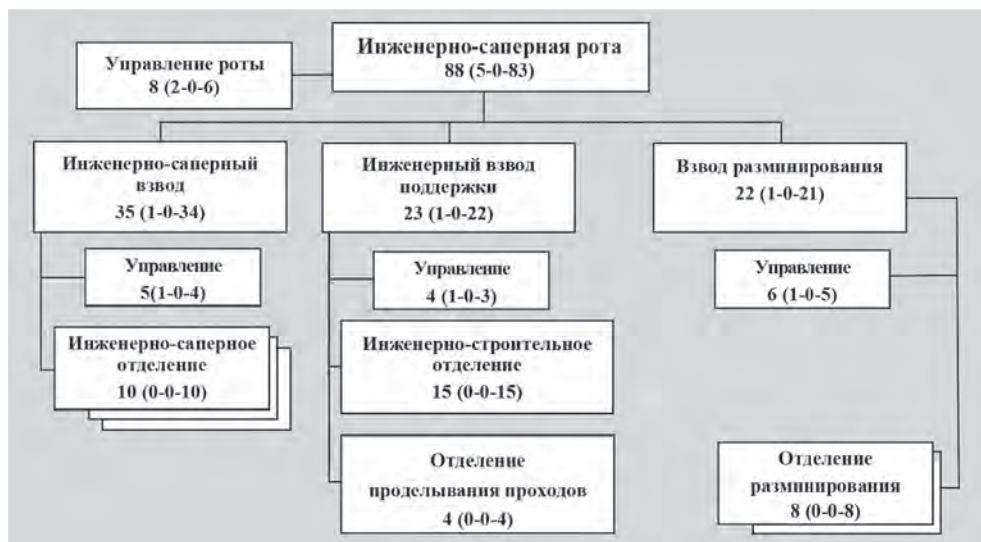 Инженерно-саперная рота
88 (5-0-83)
Управление роты
8 (2-0-6)
Инженерно-саперный
взвод
35 (1-0-34)
Инженерный взвод
поддержки
23 (1-0-22)
Взвод разминирования
22 (1-0-21)
Управление
5(1-0-4)
Управление
4 (1-0-3)
Управление
6 (1-0-5)
Инженерно-саперное
отделение
10 (0-0-10)
Инженерно-строительное
отделение
15 (0-0-15)
Отделение
проделывания проходов
4 (0-0-4)
Отделение
разминирования
8 (0-0-8)